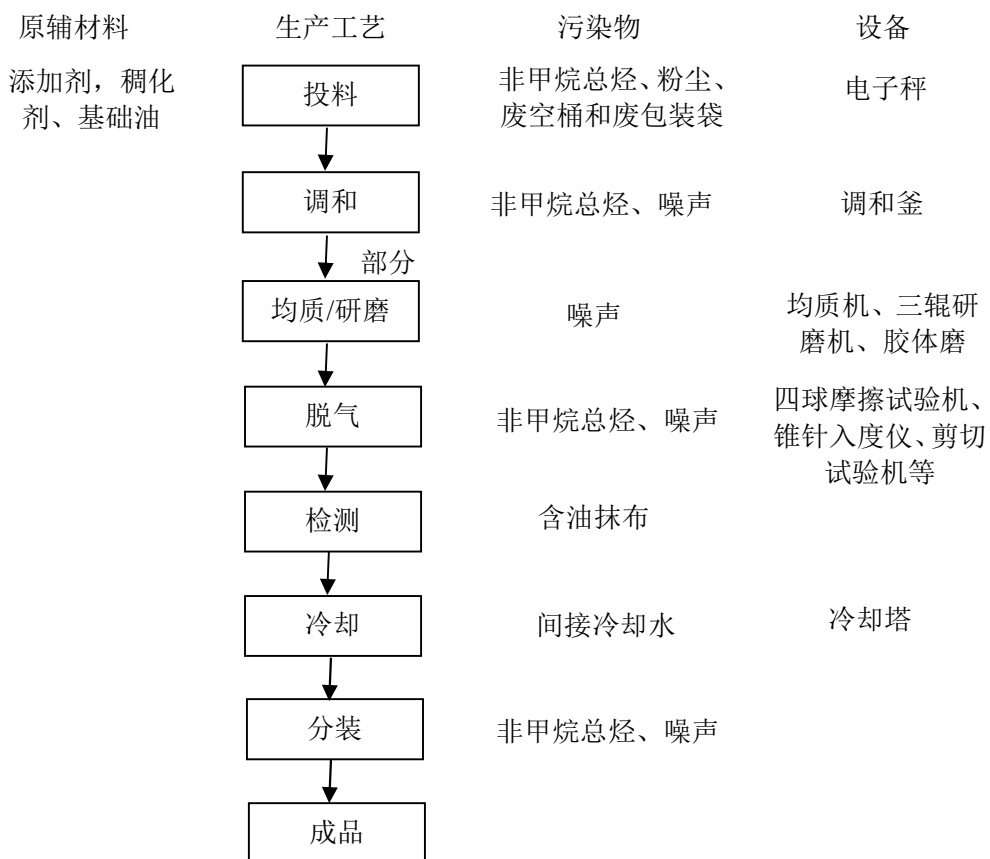 原辅材料 生产工艺 污染物 设备
添加剂，稠化
剂、基础油
投料
非甲烷总烃、粉尘、
废空桶和废包装袋
电子秤
调和
非甲烷总烃、噪声
调和釜
部分
均质/研磨
噪声
均质机、三辊研
磨机、胶体磨
脱气
非甲烷总烃、噪声
四球摩擦试验机、
锥针入度仪、剪切
试验机等
检测
含油抹布
冷却
间接冷却水
冷却塔
分装
非甲烷总烃、噪声
成品